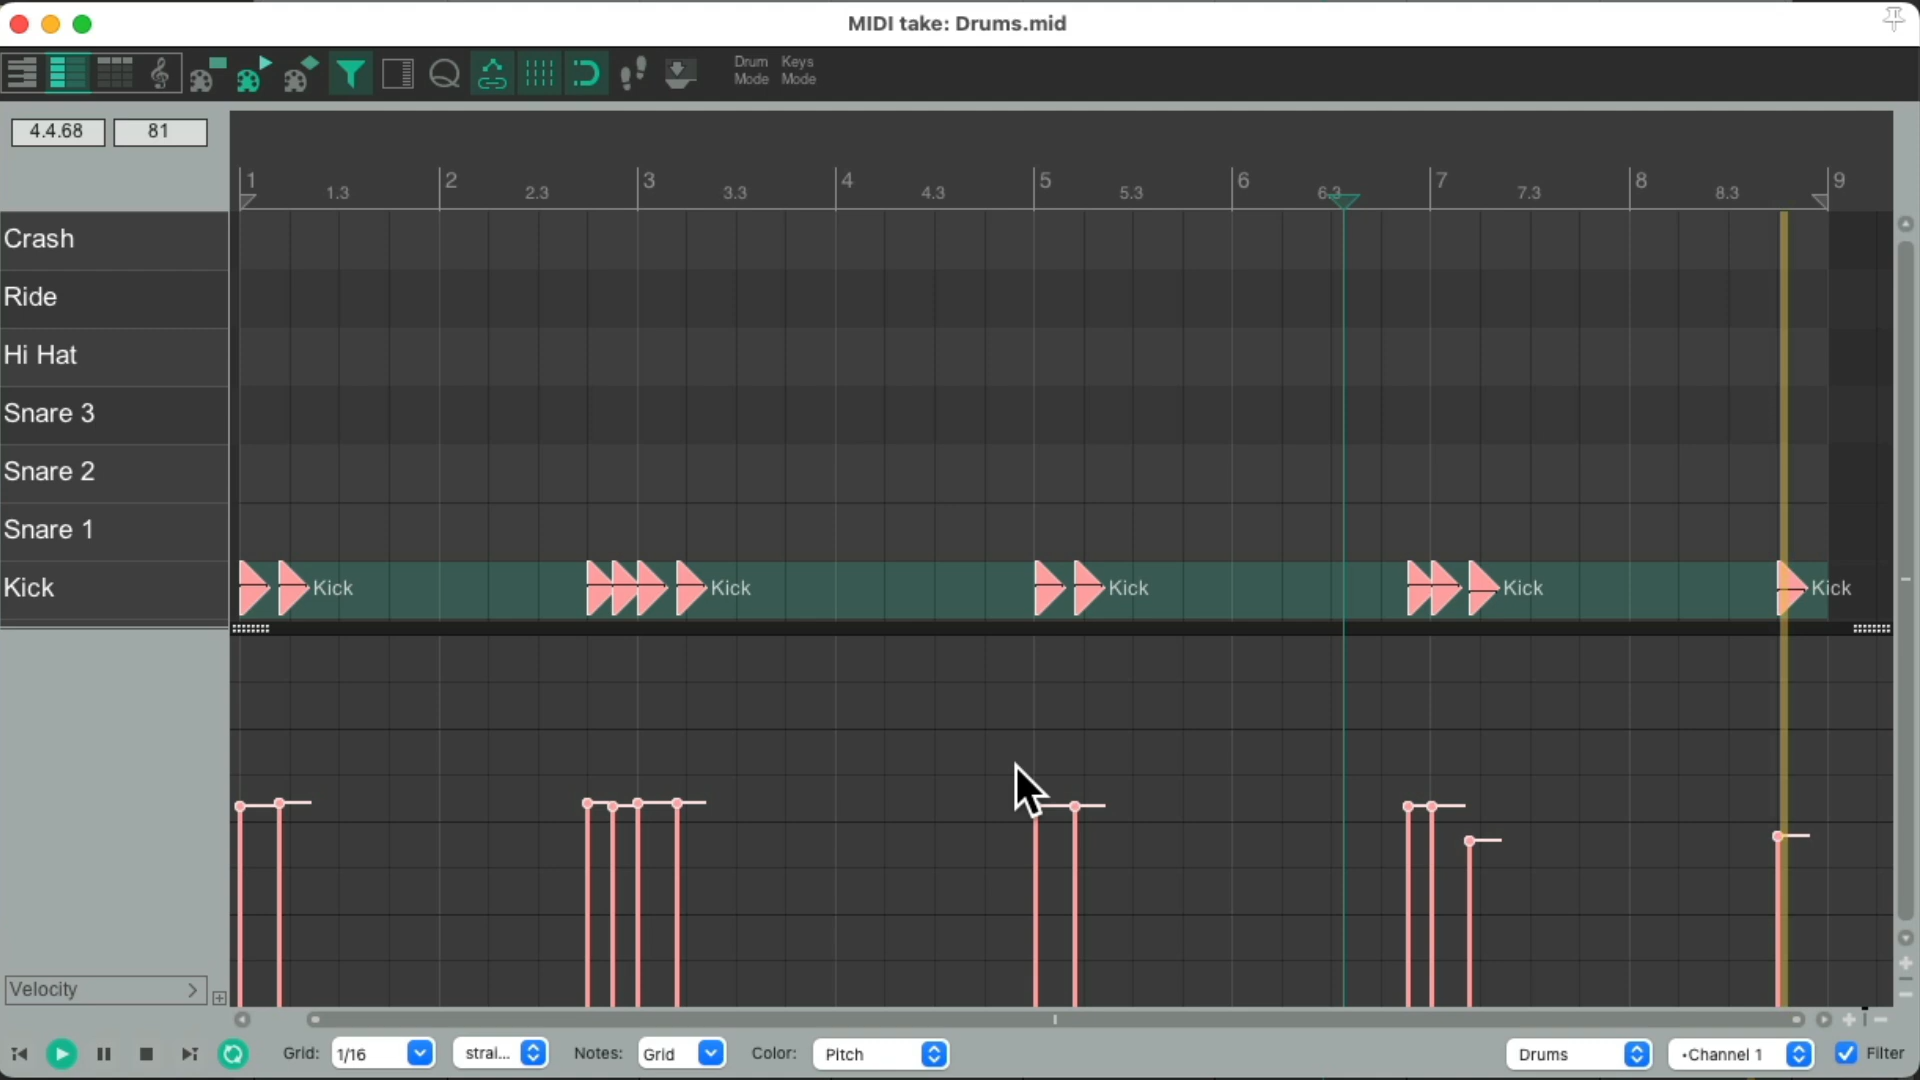 MIDI take: Drums.mid
Drum Mode
Keys Mode
4.4.68
81
1 1.3 2 2.3 3 3.3 4 4.3 5 5.3 6 6.3 7 7.3 8 8.3 9
Crash
Ride
Hi Hat
Snare 3
Snare 2
Snare 1
Kick Kick Kick Kick Kick Kick
Velocity
Grid: 1/16 strai... Notes: Grid Color: Pitch Drums •Channel 1 Filter